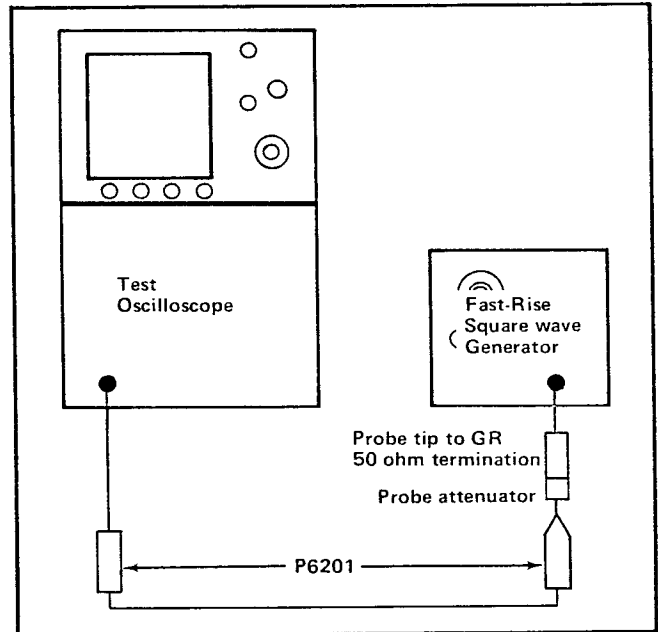 Test
Oscilloscope
Fast-Rise
Square wave
Generator
Probe tip to GR
50 ohm termination
Probe attenuator
P6201